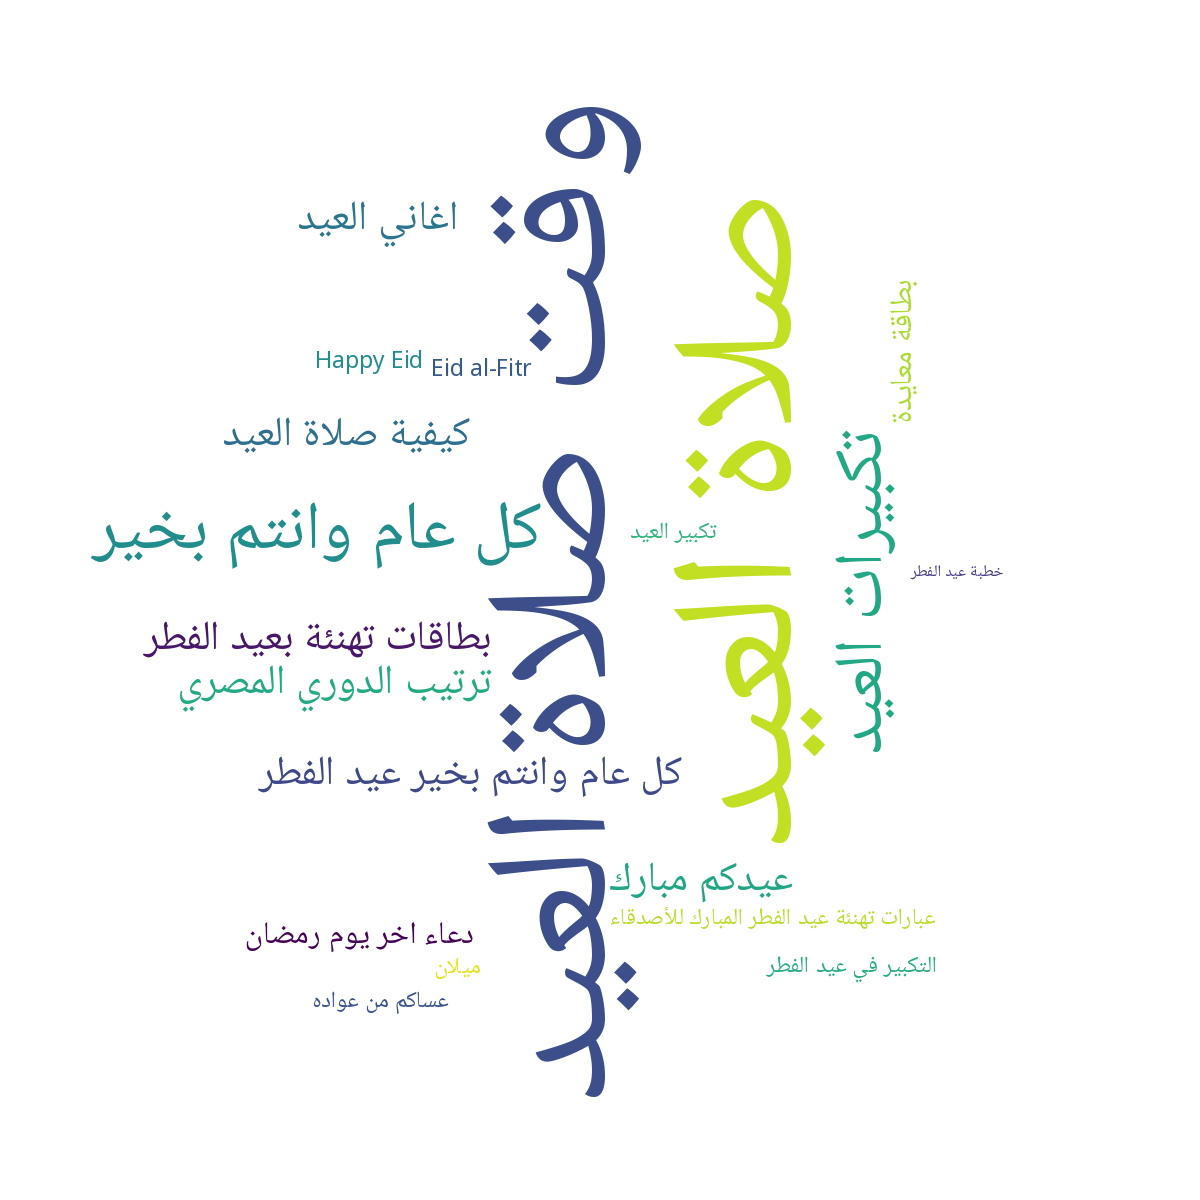 وقت صلاة العيد
صلاة العيد
اغاني العيد
بطاقة معايدة
Happy Eid
Eid al-Fitr
كيفية صلاة العيد
تكبيرات العيد
كل عام وانتم بخير
تكبير العيد
خطبة عيد الفطر
بطاقات تهنئة بعيد الفطر
ترتيب الدوري المصري
كل عام وانتم بخير عيد الفطر
عيدكم مبارك
عبارات تهنئة عيد الفطر المبارك للأصدقاء
دعاء اخر يوم رمضان
ميلان
التكبير في عيد الفطر
عساكم من عواده